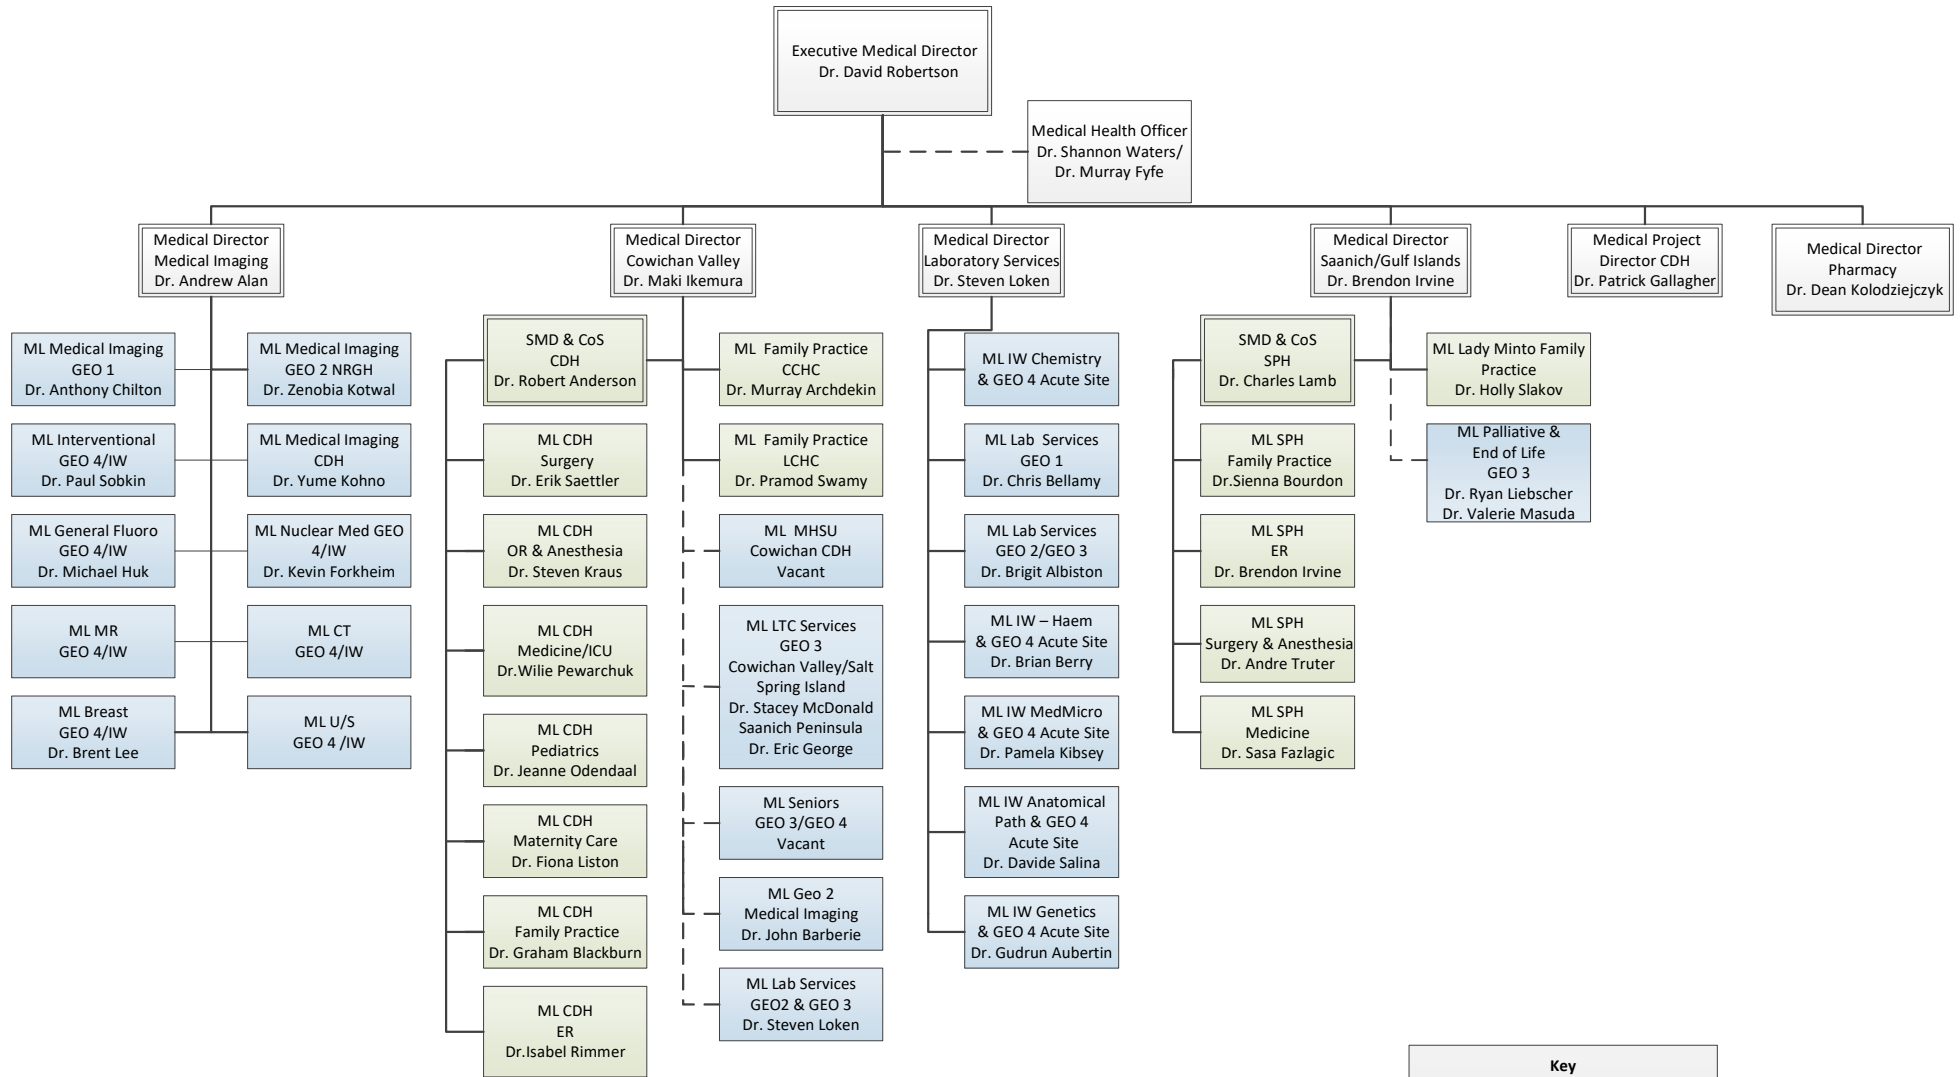 Executive Medical Director
Dr. David Robertson
Medical Health Officer
Dr. Shannon Waters/
Dr. Murray Fyfe
Medical Director
Medical Imaging
Dr. Andrew Alan
Medical Director
Cowichan Valley
Dr. Maki Ikemura
Medical Director
Laboratory Services
Dr. Steven Loken
Medical Director
Saanich/Gulf Islands
Dr. Brendon Irvine
Medical Project
Director CDH
Dr. Patrick Gallagher
Medical Director
Pharmacy
Dr. Dean Kolodziejczyk
ML Medical Imaging
GEO 1
Dr. Anthony Chilton
ML Medical Imaging
GEO 2 NRGH
Dr. Zenobia Kotwal
ML Interventional
GEO 4/IW
Dr. Paul Sobkin
ML Medical Imaging
CDH
Dr. Yume Kohno
ML General Fluoro
GEO 4/IW
Dr. Michael Huk
ML Nuclear Med GEO
4/IW
Dr. Kevin Forkheim
ML MR
GEO 4/IW
ML CT
GEO 4/IW
ML Breast
GEO 4/IW
Dr. Brent Lee
ML U/S
GEO 4 /IW
SMD & CoS
CDH
Dr. Robert Anderson
ML CDH
Surgery
Dr. Erik Saettler
ML CDH
OR & Anesthesia
Dr. Steven Kraus
ML CDH
Medicine/ICU
Dr.Wilie Pewarchuk
ML CDH
Pediatrics
Dr. Jeanne Odendaal
ML CDH
Maternity Care
Dr. Fiona Liston
ML CDH
Family Practice
Dr. Graham Blackburn
ML CDH
ER
Dr.Isabel Rimmer
ML Family Practice
CCHC
Dr. Murray Archdekin
ML Family Practice
LCHC
Dr. Pramod Swamy
ML MHSU
Cowichan CDH
Vacant
ML LTC Services
GEO 3
Cowichan Valley/Salt
Spring Island
Dr. Stacey McDonald
Saanich Peninsula
Dr. Eric George
ML Seniors
GEO 3/GEO 4
Vacant
ML Geo 2
Medical Imaging
Dr. John Barberie
ML Lab Services
GEO2 & GEO 3
Dr. Steven Loken
ML IW Chemistry
& GEO 4 Acute Site
ML Lab Services
GEO 1
Dr. Chris Bellamy
ML Lab Services
GEO 2/GEO 3
Dr. Brigit Albiston
ML IW – Haem
& GEO 4 Acute Site
Dr. Brian Berry
ML IW MedMicro
& GEO 4 Acute Site
Dr. Pamela Kibsey
ML IW Anatomical
Path & GEO 4
Acute Site
Dr. Davide Salina
ML IW Genetics
& GEO 4 Acute Site
Dr. Gudrun Aubertin
SMD & CoS
SPH
Dr. Charles Lamb
ML SPH
Family Practice
Dr.Sienna Bourdon
ML SPH
ER
Dr. Brendon Irvine
ML SPH
Surgery & Anesthesia
Dr. Andre Truter
ML SPH
Medicine
Dr. Sasa Fazlagic
ML Lady Minto Family
Practice
Dr. Holly Slakov
ML Palliative &
End of Life
GEO 3
Dr. Ryan Liebscher
Dr. Valerie Masuda
Key